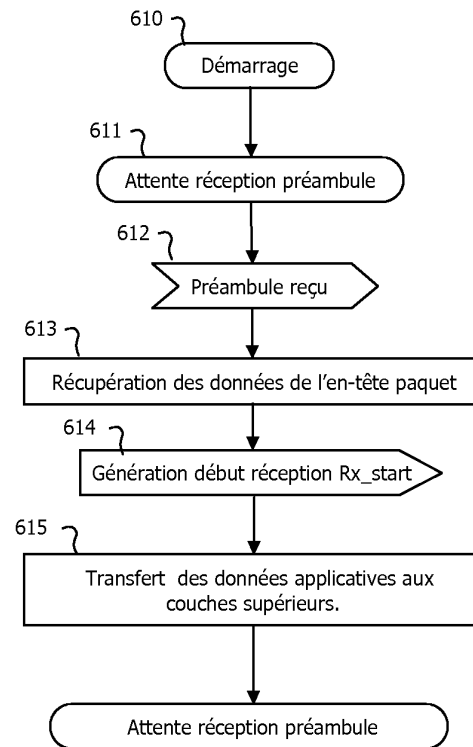 610
Démarrage
611
Attente réception préambule
612
Préambule reçu
613
Récupération des données de l'en-tête paquet
614
Génération début réception Rx_start
615
Transfert des données applicatives aux
couches supérieurs.
Attente réception préambule